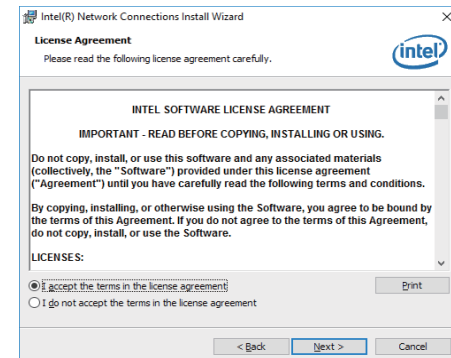 Intel(R) Network Connections Install Wizard
License Agreement
Please read the following license agreement carefully.
intel
INTEL SOFTWARE LICENSE AGREEMENT
IMPORTANT - READ BEFORE COPYING, INSTALLING OR USING.
Do not copy, install, or use this software and any associated materials
(collectively, the "Software") provided under this license agreement
("Agreement") until you have carefully read the following terms and conditions.
By copying, installing, or otherwise using the Software, you agree to be bound by
the terms of this Agreement. If you do not agree to the terms of this Agreement,
do not copy, install, or use the Software.
LICENSES:
I accept the terms in the license agreement
Print
I do not accept the terms in the license agreement
< Back
Next >
Cancel